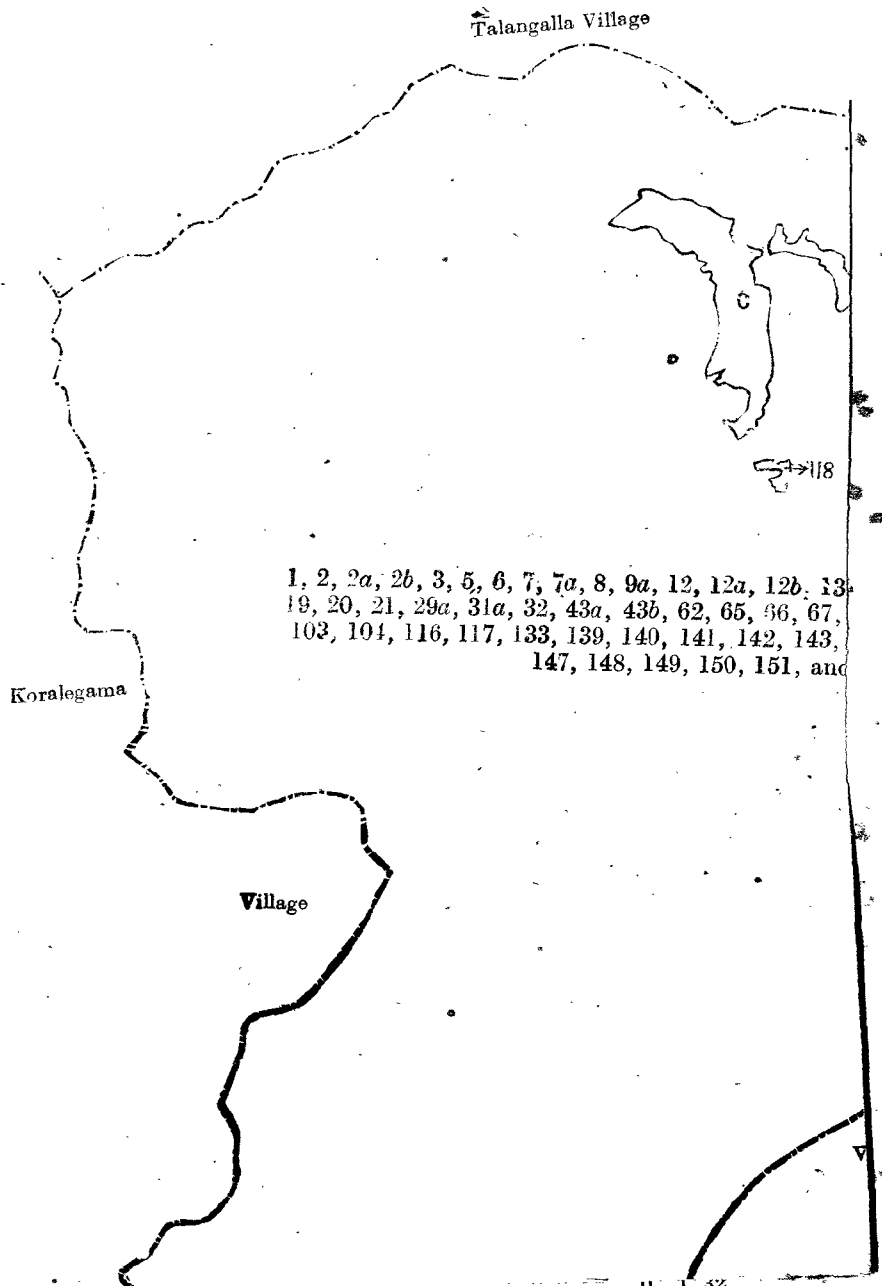 Talangalla Village
C
118
1, 2, 2a, 2b, 3, 5, 6, 7, 7a, 8, 9a, 12, 12a, 12b, 13
19, 20, 21, 29a, 31a, 32, 43a, 43b, 62, 65, 66, 67,
103, 104, 116, 117, 133, 139, 140, 141, 142, 143,
147, 148, 149, 150, 151, and
Koralegama
Village
V